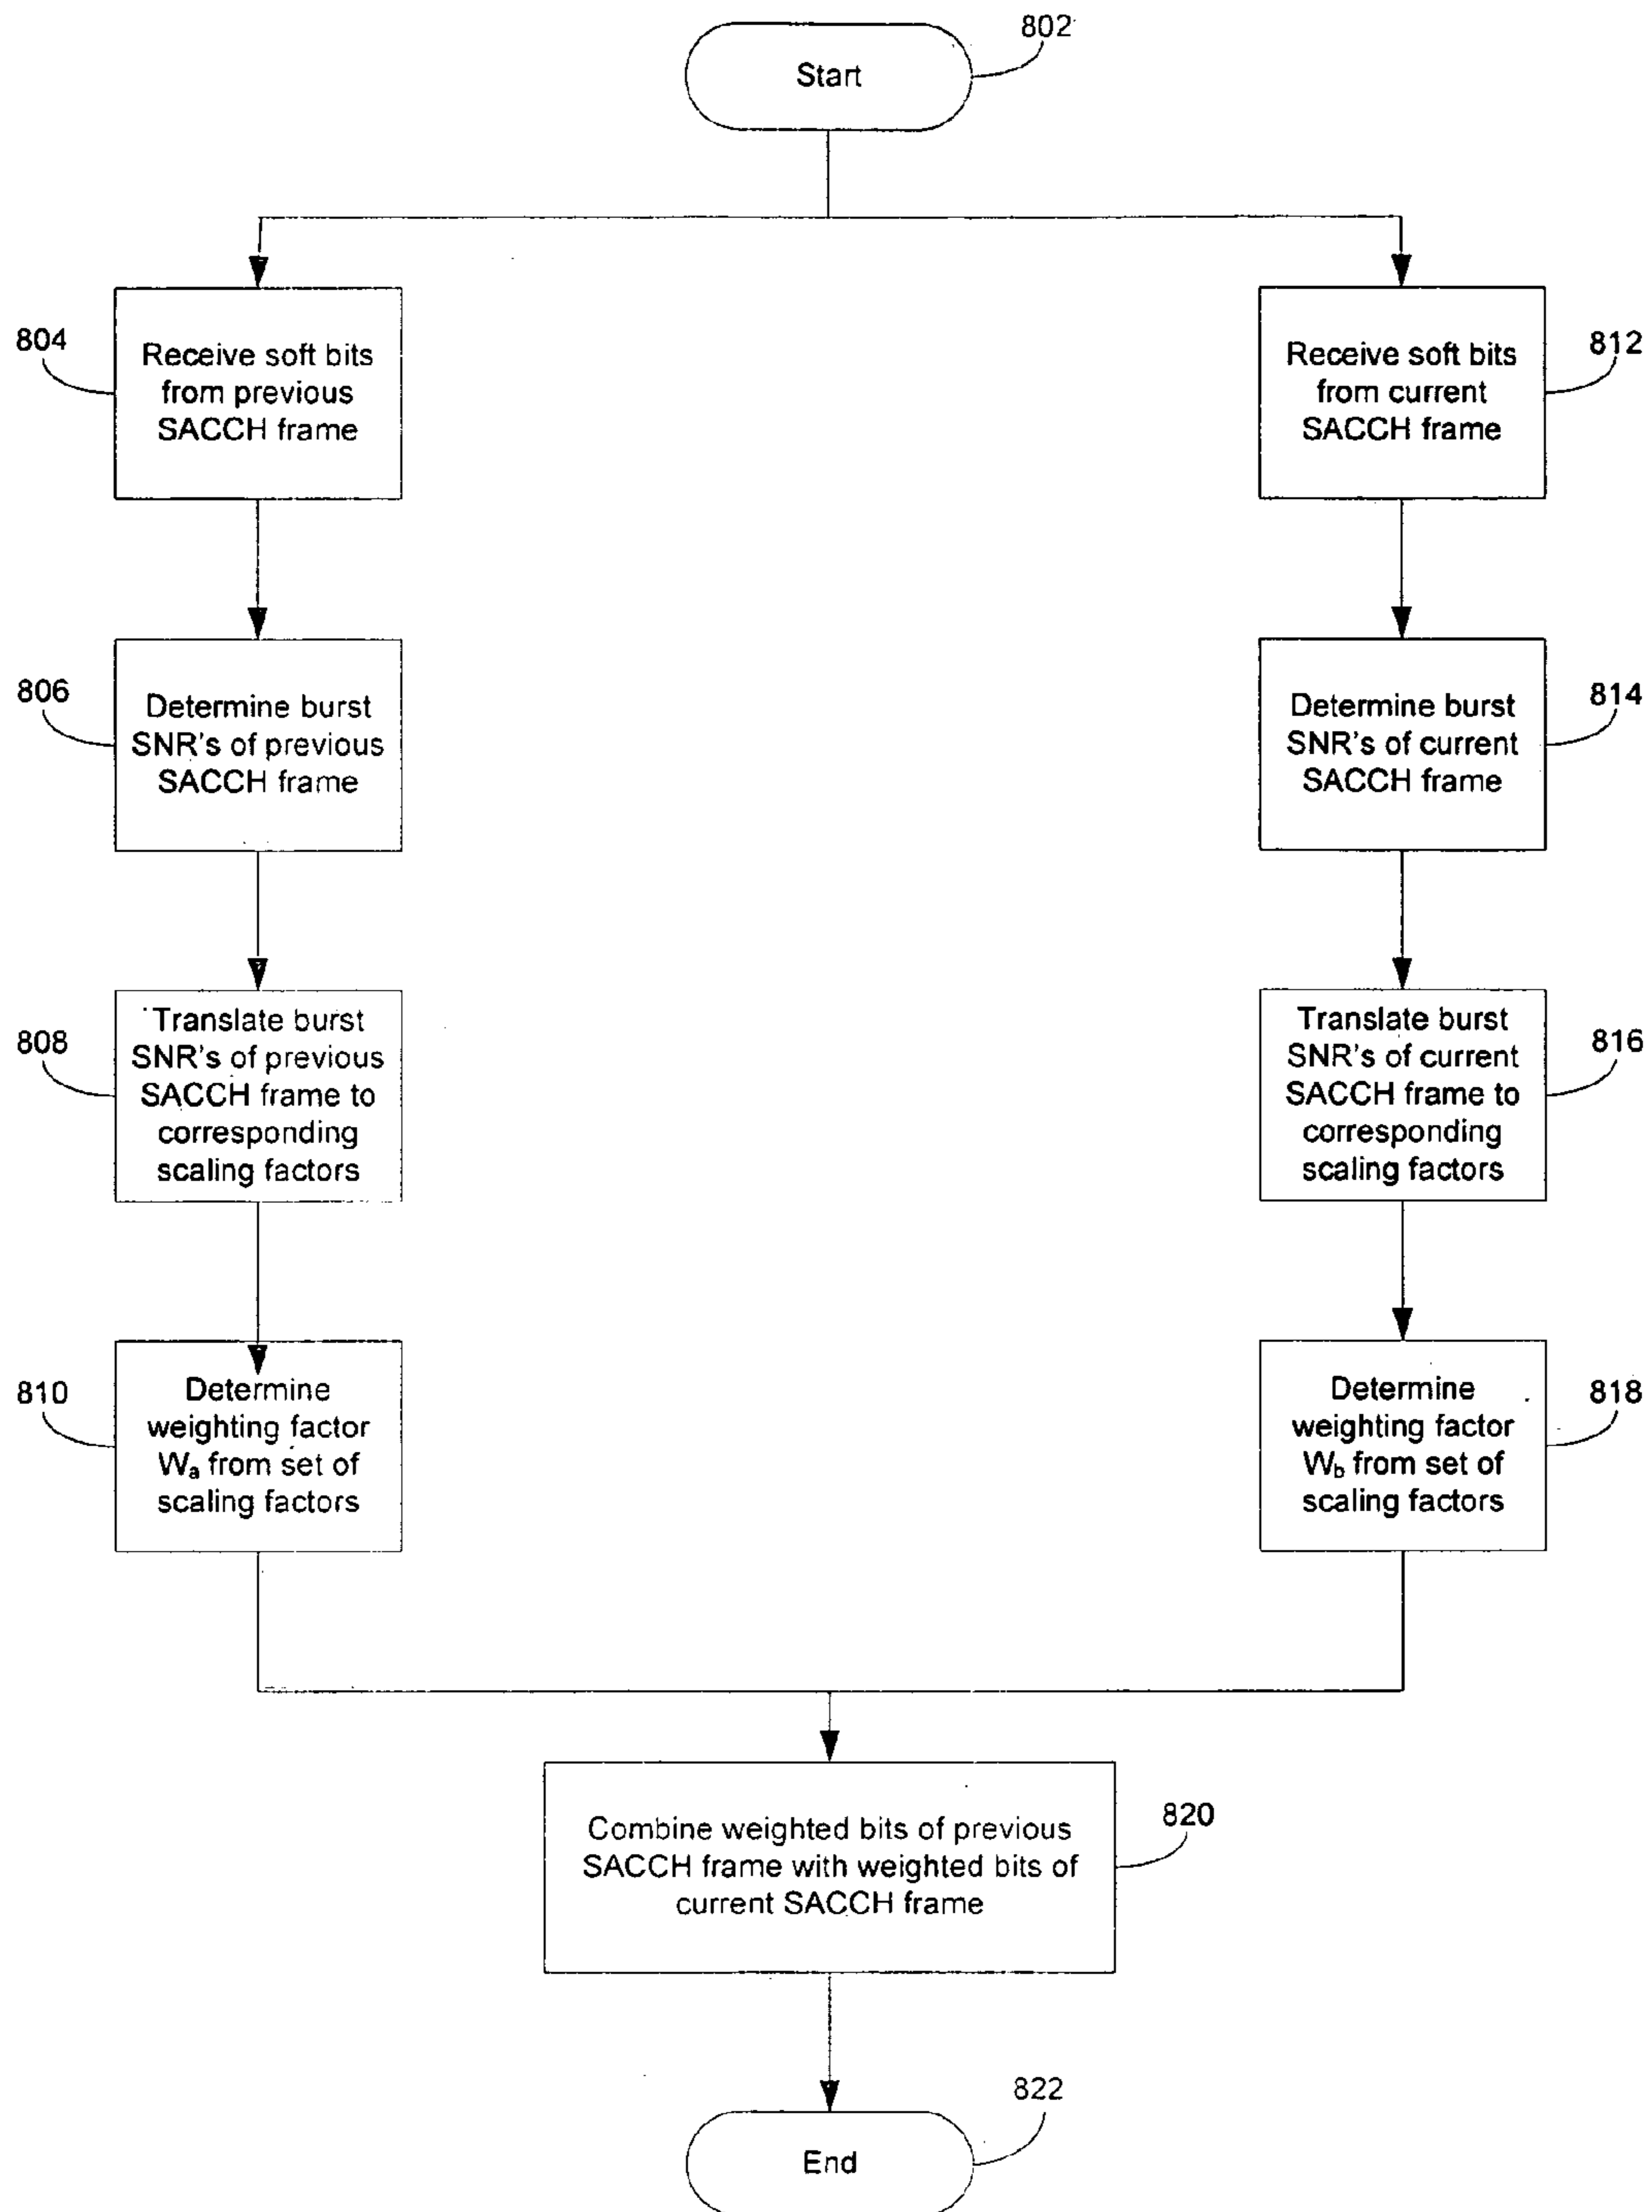 802
Start
804
Receive soft bits
from previous
SACCH frame
806
Determine burst
SNR's of previous
SACCH frame
808
Translate burst
SNR's of previous
SACCH frame to
corresponding
scaling factors
810
Determine
weighting factor
Wa from set of
scaling factors
812
Receive soft bits
from current
SACCH frame
814
Determine burst
SNR's of current
SACCH frame
816
Translate burst
SNR's of current
SACCH frame to
corresponding
scaling factors
818
Determine
weighting factor
Wb from set of
scaling factors
820
Combine weighted bits of previous
SACCH frame with weighted bits of
current SACCH frame
822
End